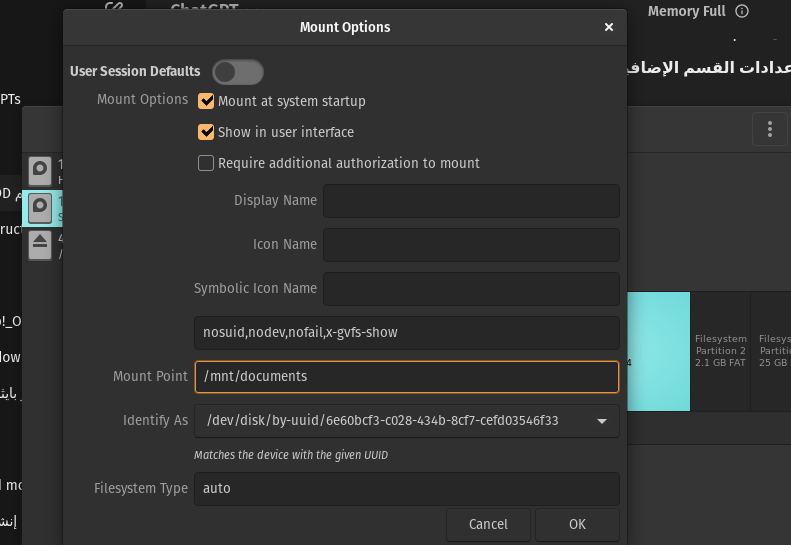 ChatGPT
Memory Full
Mount Options
عدادات القسم الإضافي
User Session Defaults
PTs
Mount Options
Mount at system startup
Show in user interface
Require additional authorization to mount
Display Name
Icon Name
Symbolic Icon Name
nosuid,nodev,nofail,x-gvfs-show
Filesystem
Partition 2
2.1 GB FAT
Filesys
Partiti
25 GB
Mount Point
/mnt/documents
Identify As
/dev/disk/by-uuid/6e60bcf3-c028-434b-8cf7-cefd03546f33
Matches the device with the given UUID
Filesystem Type
auto
Cancel
OK